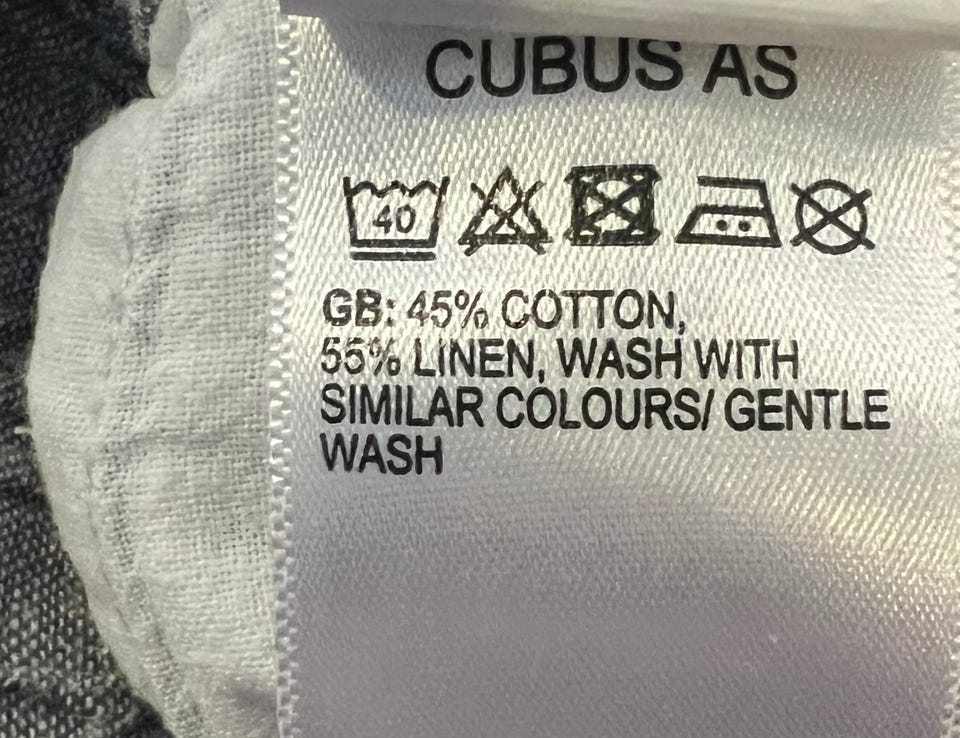 CUBUS AS
40
GB: 45% COTTON,
55% LINEN, WASH WITH
SIMILAR COLOURS/ GENTLE
WASH